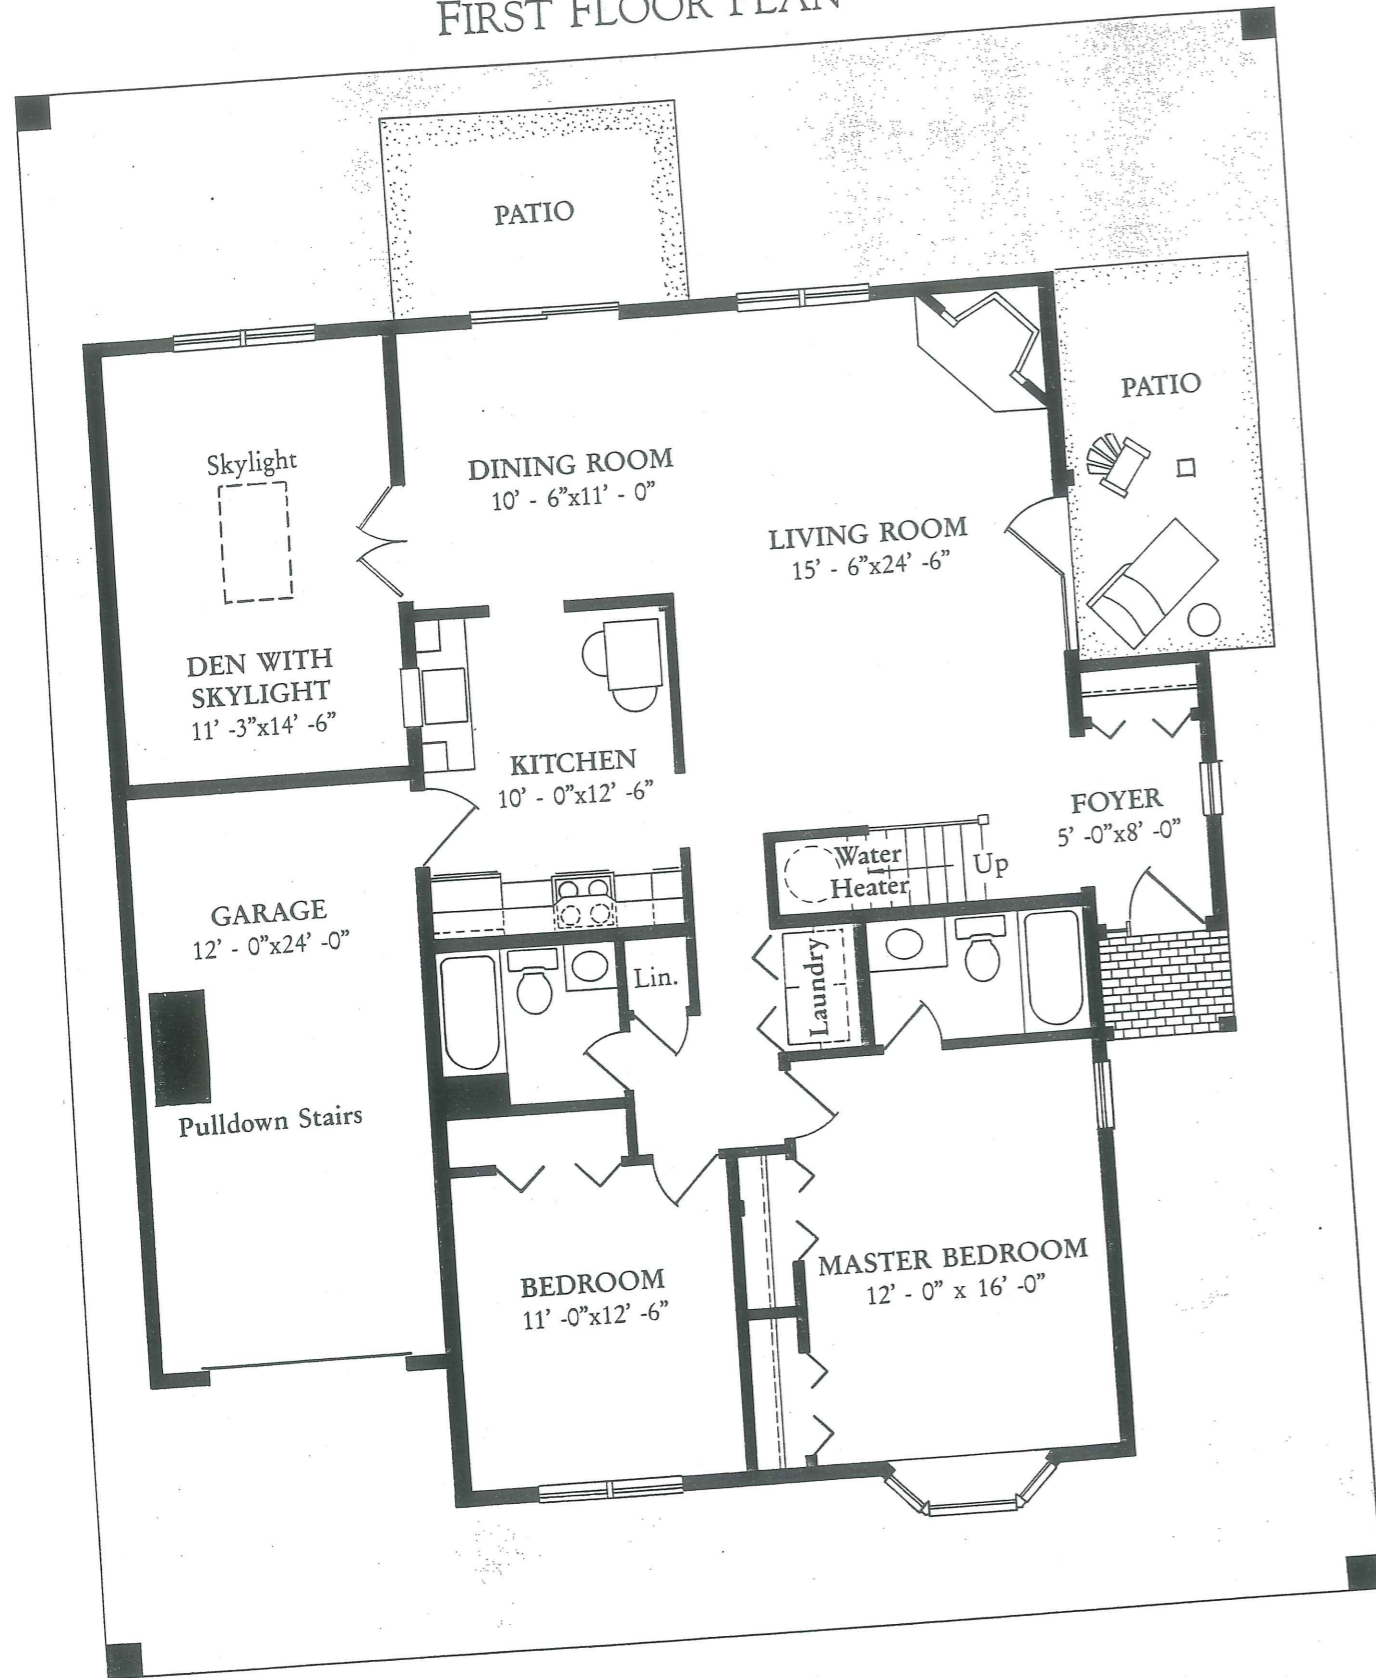 FIRST FLOOR PLAN
PATIO
PATIO
Skylight
DINING ROOM
10' - 6"x11' - 0"
LIVING ROOM
15' - 6"x24' -6"
DEN WITH
SKYLIGHT
11' -3"x14' -6"
KITCHEN
10' - 0"x12' -6"
FOYER
5' -0"x8' -0"
Water
Heater
Up
GARAGE
12' - 0"x24' -0"
Lin.
Laundry
Pulldown Stairs
BEDROOM
11' -0"x12' -6"
MASTER BEDROOM
12' - 0" x 16' -0"